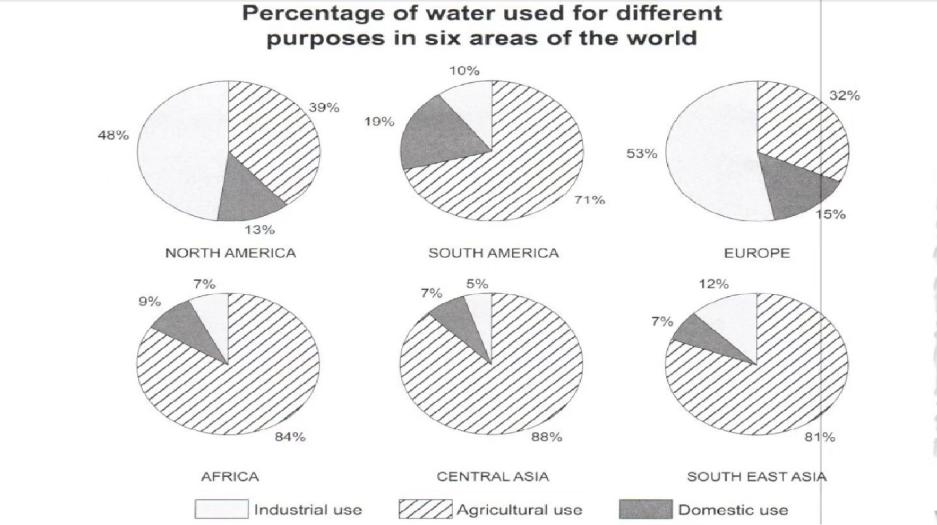 Percentage of water used for different
purposes in six areas of the world
48%
39%
13%
NORTH AMERICA
10%
19%
71%
SOUTH AMERICA
32%
53%
15%
EUROPE
7%
9%
84%
AFRICA
5%
7%
88%
CENTRAL ASIA
12%
7%
81%
SOUTH EAST ASIA
Industrial use Agricultural use Domestic use